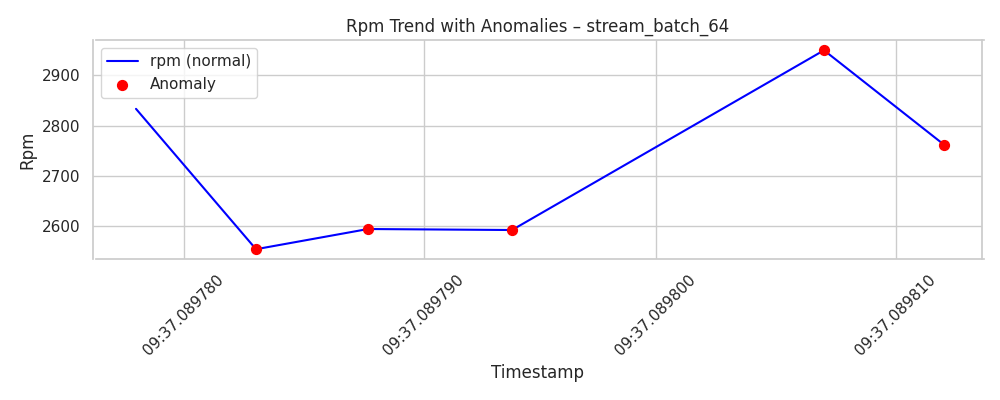 Rpm Trend with Anomalies – stream_batch_64
rpm (normal)
Anomaly
Rpm
2900
2800
2700
2600
09:37.089780
09:37.089790
09:37.089800
09:37.089810
Timestamp